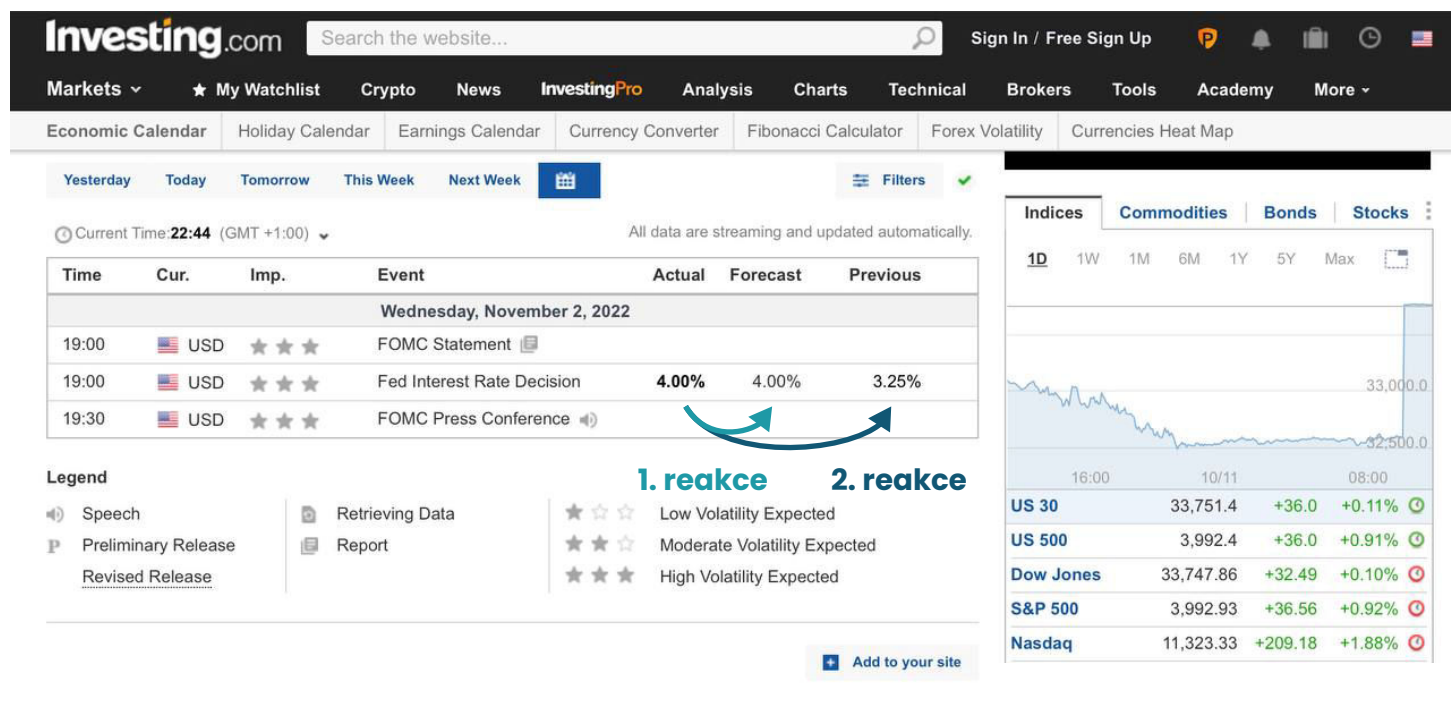 Investing.com Search the website... Sign In / Free Sign Up P
Markets My Watchlist Crypto News InvestingPro Analysis Charts Technical Brokers Tools Academy More
Economic Calendar Holiday Calendar Earnings Calendar Currency Converter Fibonacci Calculator Forex Volatility Currencies Heat Map
Yesterday Today Tomorrow This Week Next Week Filters
Current Time:22:44 (GMT +1:00) All data are streaming and updated automatically.
Time Cur. Imp. Event Actual Forecast Previous
Wednesday, November 2, 2022
19:00 USD FOMC Statement
19:00 USD Fed Interest Rate Decision 4.00% 4.00% 3.25%
19:30 USD FOMC Press Conference
1. reakce 2. reakce
Legend
Speech Retrieving Data Low Volatility Expected
P Preliminary Release Report Moderate Volatility Expected
Revised Release High Volatility Expected
Add to your site
Indices Commodities Bonds Stocks
1D 1W 1M 6M 1Y 5Y Max
33,000.0
32,500.0
16:00 10/11 08:00
US 30 33,751.4 +36.0 +0.11%
US 500 3,992.4 +36.0 +0.91%
Dow Jones 33,747.86 +32.49 +0.10%
S&P 500 3,992.93 +36.56 +0.92%
Nasdaq 11,323.33 +209.18 +1.88%